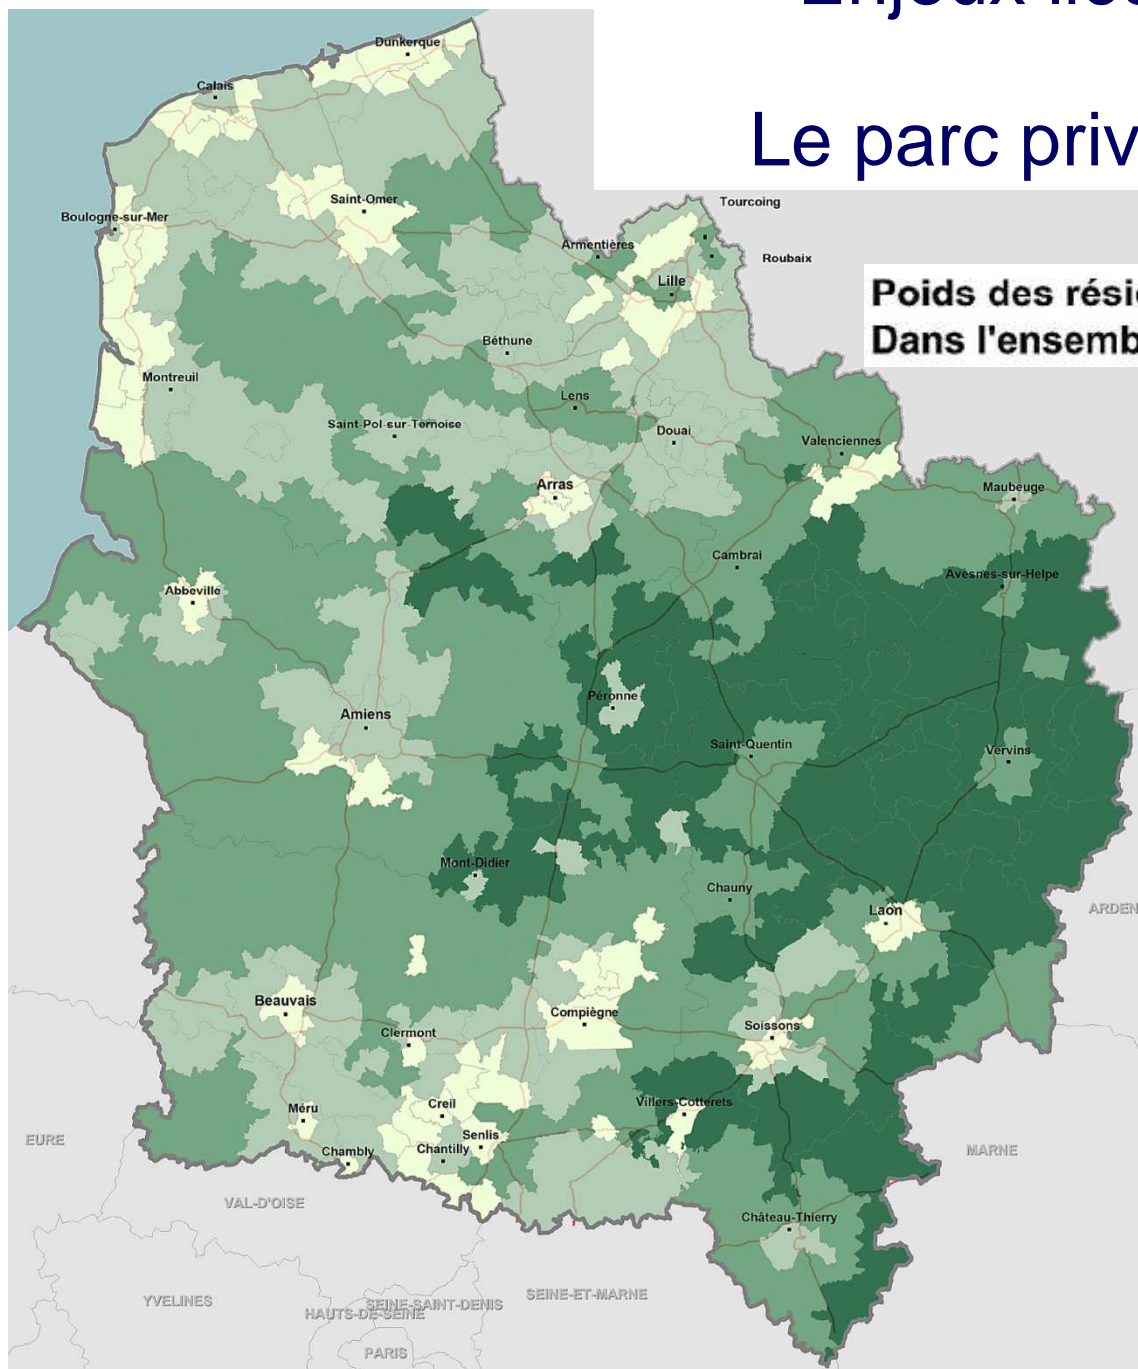 Le parc priv
Poids des rési
Dans l'ensemb
Dunkerque
Calais
Saint-Omer
Tourcoing
Boulogne-sur-Mer
Armentières
Roubaix
Lille
Béthune
Montreuil
Lens
Saint-Pol-sur-Ternoise
Douai
Valenciennes
Arras
Maubeuge
Cambrai
Avesnes-sur-Helpe
Abbeville
Péronne
Amiens
Saint-Quentin
Vervins
Mont-Didier
Chauny
Laon
ARDEN
Beauvais
Compiègne
Clermont
Soissons
Méru
Creil
Villers-Cotterets
Senlis
EURE
Chambly
Chantilly
MARNE
VAL-D'OISE
Château-Thierry
YVELINES
SEINE-ET-MARNE
SEINE-SAINT-DENIS
HAUTS-DE-SEINE
PARIS